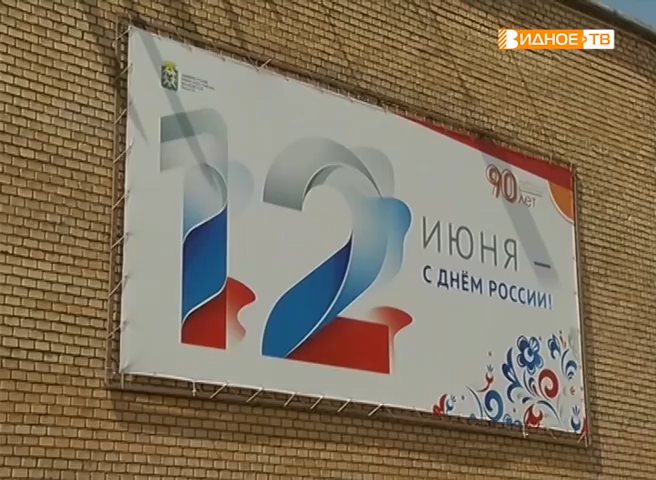 ВИДНОЕ ТВ
12
90
лет
ИЮНЯ –
С ДНЁМ РОССИИ!